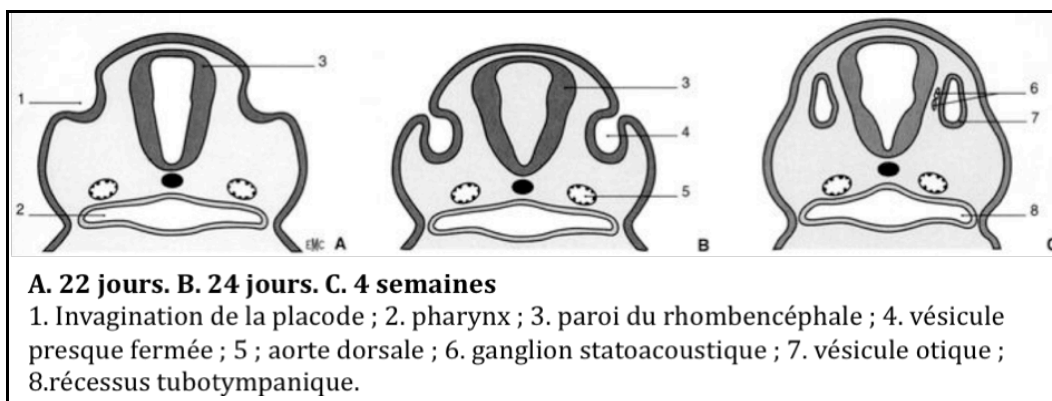 3
1
2
EMC A
3
4
5
B
6
7
8
C
A. 22 jours. B. 24 jours. C. 4 semaines
1. Invagination de la placode ; 2. pharynx ; 3. paroi du rhombencéphale ; 4. vésicule
presque fermée ; 5 ; aorte dorsale ; 6. ganglion statoacoustique ; 7. vésicule otique ;
8.récessus tubotympanique.